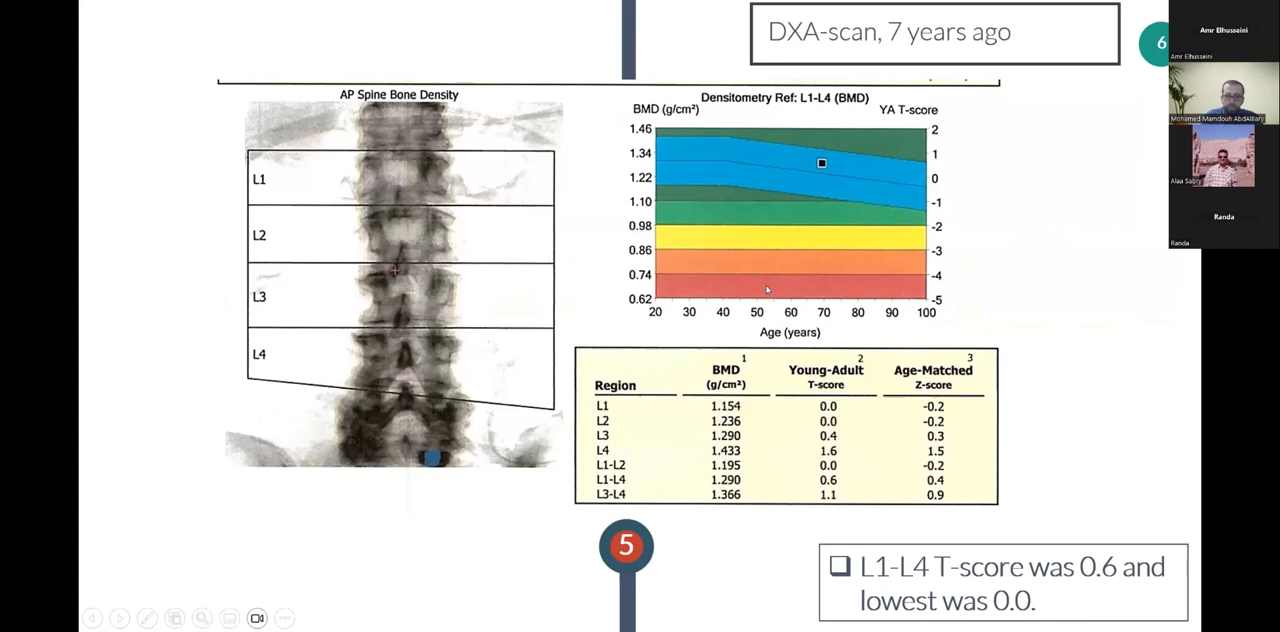 DXA-scan, 7 years ago
6
AP Spine Bone Density
L1
L2
L3
L4
Densitometry Ref: L1-L4 (BMD)
BMD (g/cm²) YA T-score
1.46 2
1.34 1
1.22 0
1.10 -1
0.98 -2
0.86 -3
0.74 -4
0.62 -5
20 30 40 50 60 70 80 90 100
Age (years)
1 2 3
BMD Young-Adult Age-Matched
Region (g/cm²) T-score Z-score
L1 1.154 0.0 -0.2
L2 1.236 0.0 -0.2
L3 1.290 0.4 0.3
L4 1.433 1.6 1.5
L1-L2 1.195 0.0 -0.2
L1-L4 1.290 0.6 0.4
L3-L4 1.366 1.1 0.9
5
L1-L4 T-score was 0.6 and
lowest was 0.0.
Amr Elhusseini
Amr Elhusseini
Mohamed Mamdouh AbdAlBary
Alaa Sabry
Randa
Randa